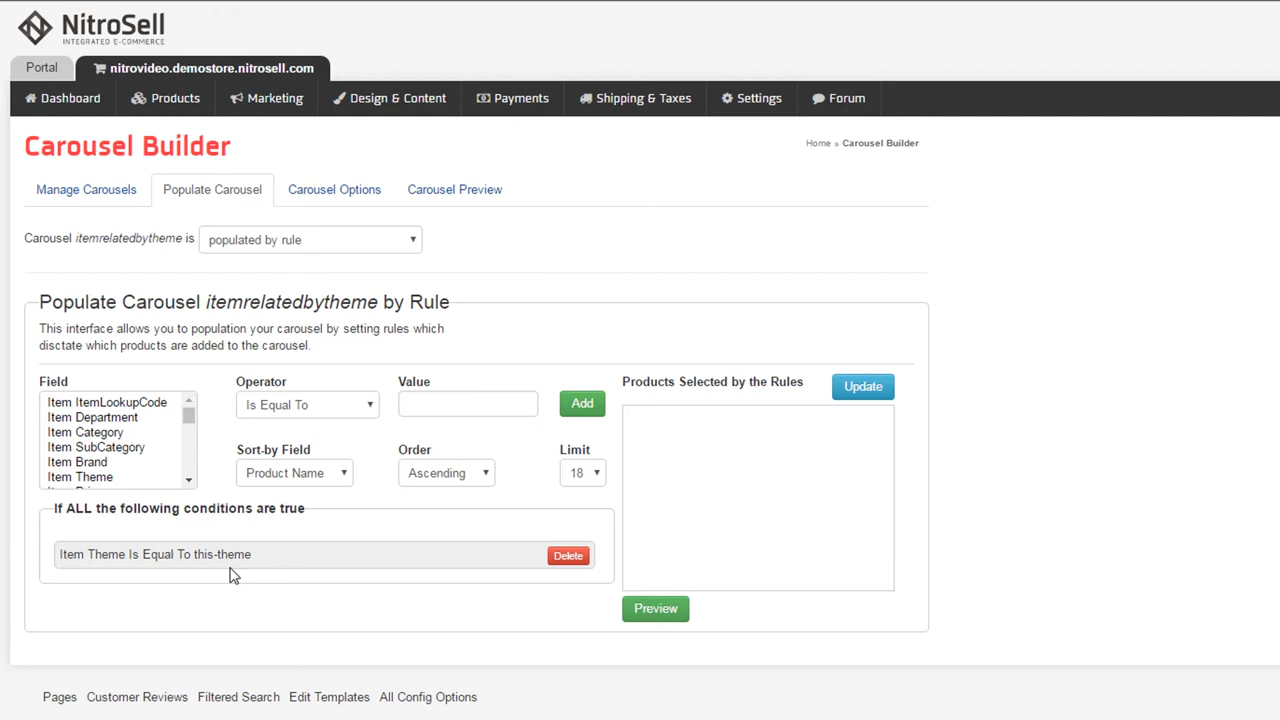 NitroSell
INTEGRATED E-COMMERCE
Portal
nitrovideo.demostore.nitrosell.com
Dashboard Products Marketing Design & Content Payments Shipping & Taxes Settings Forum
Carousel Builder
Home » Carousel Builder
Manage Carousels Populate Carousel Carousel Options Carousel Preview
Carousel itemrelatedbytheme is populated by rule
Populate Carousel itemrelatedbytheme by Rule
This interface allows you to population your carousel by setting rules which
disctate which products are added to the carousel.
Field Operator Value Products Selected by the Rules Update
Item ItemLookupCode
Item Department
Item Category
Item SubCategory
Item Brand
Item Theme
Is Equal To Add
Sort-by Field Order Limit
Product Name Ascending 18
If ALL the following conditions are true
Item Theme Is Equal To this-theme Delete
Preview
Pages Customer Reviews Filtered Search Edit Templates All Config Options